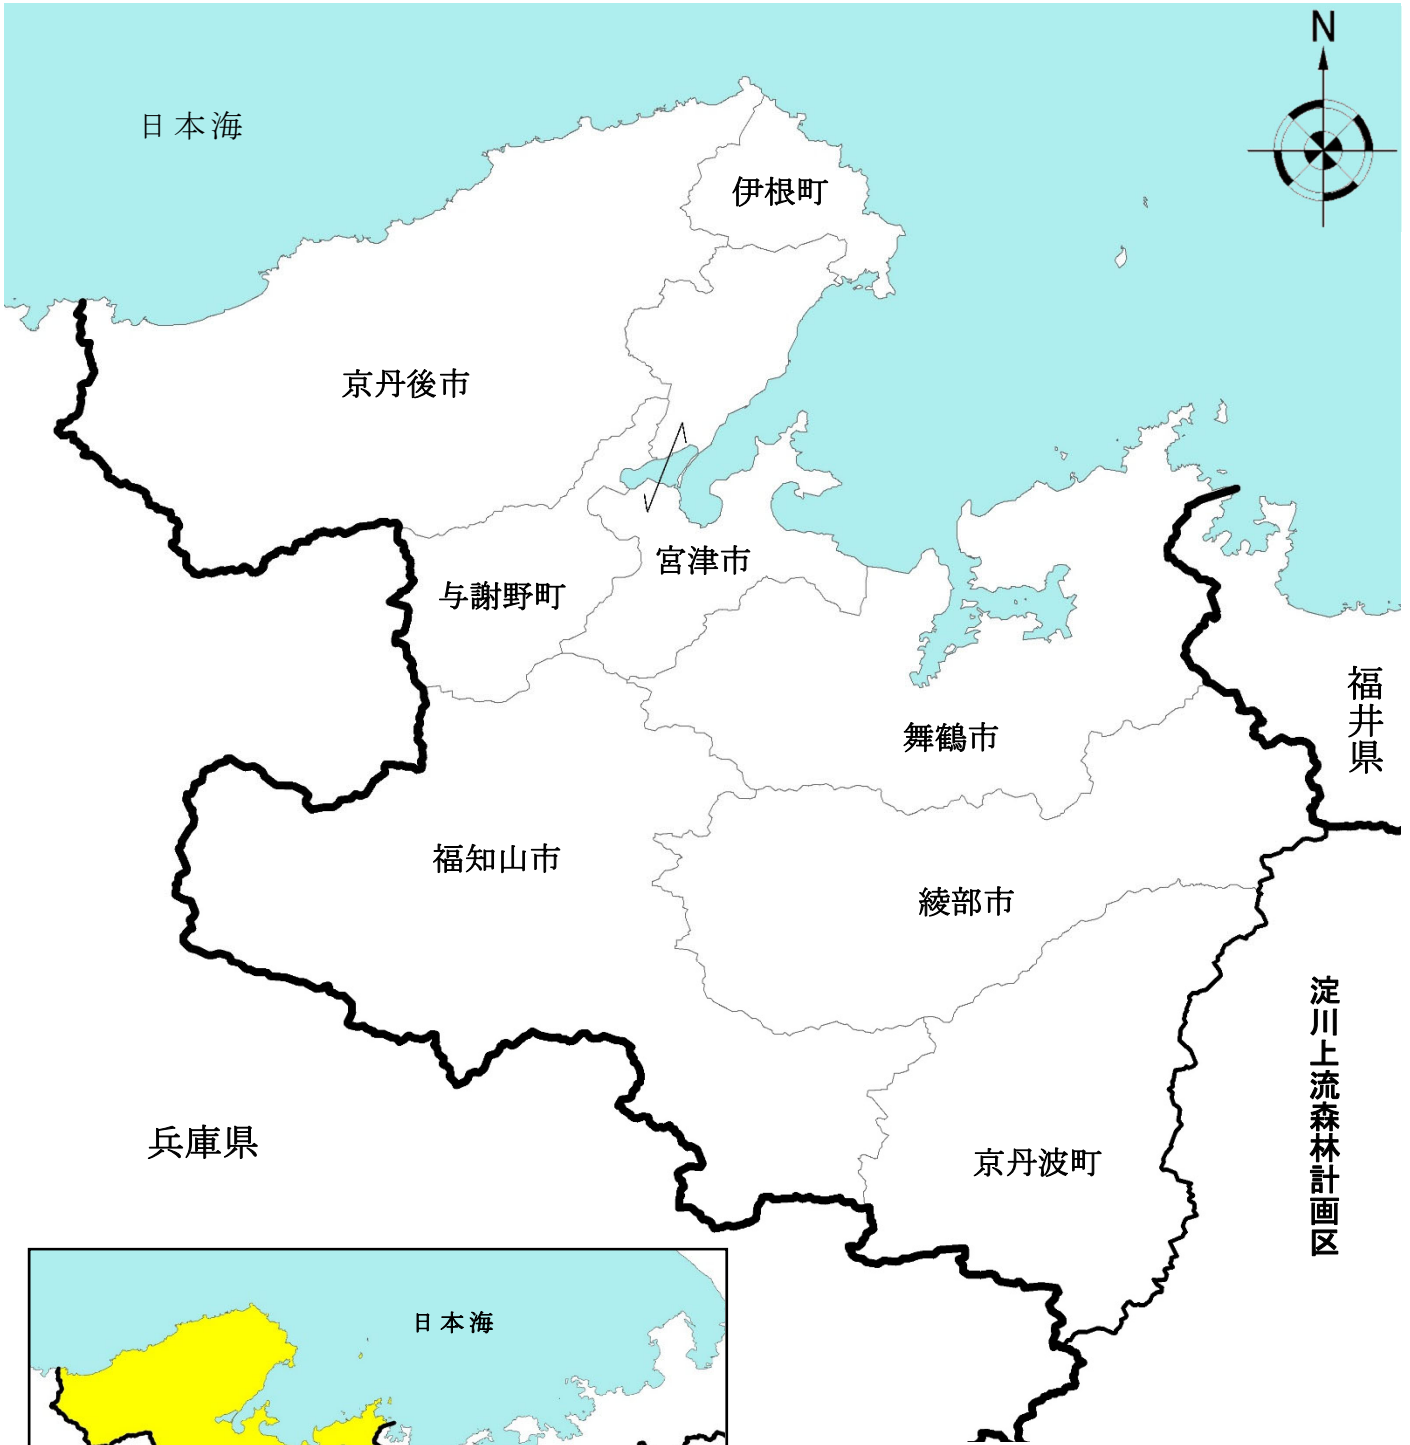 N
日本海
伊根町
京丹後市
宮津市
与謝野町
福井県
舞鶴市
福知山市
綾部市
淀川上流森林計画区
兵庫県
京丹波町
日本海